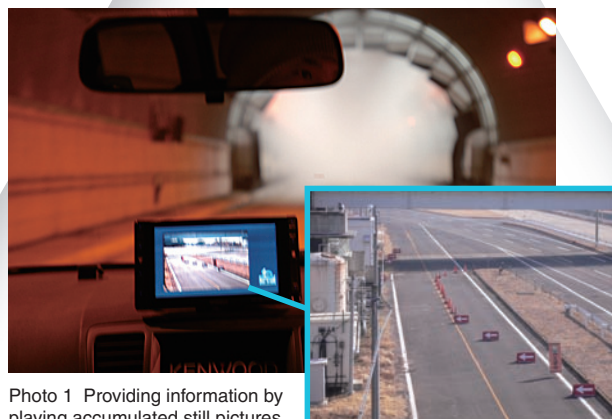 KENWOOD
Photo 1 Providing information by
playing accumulated still pictures